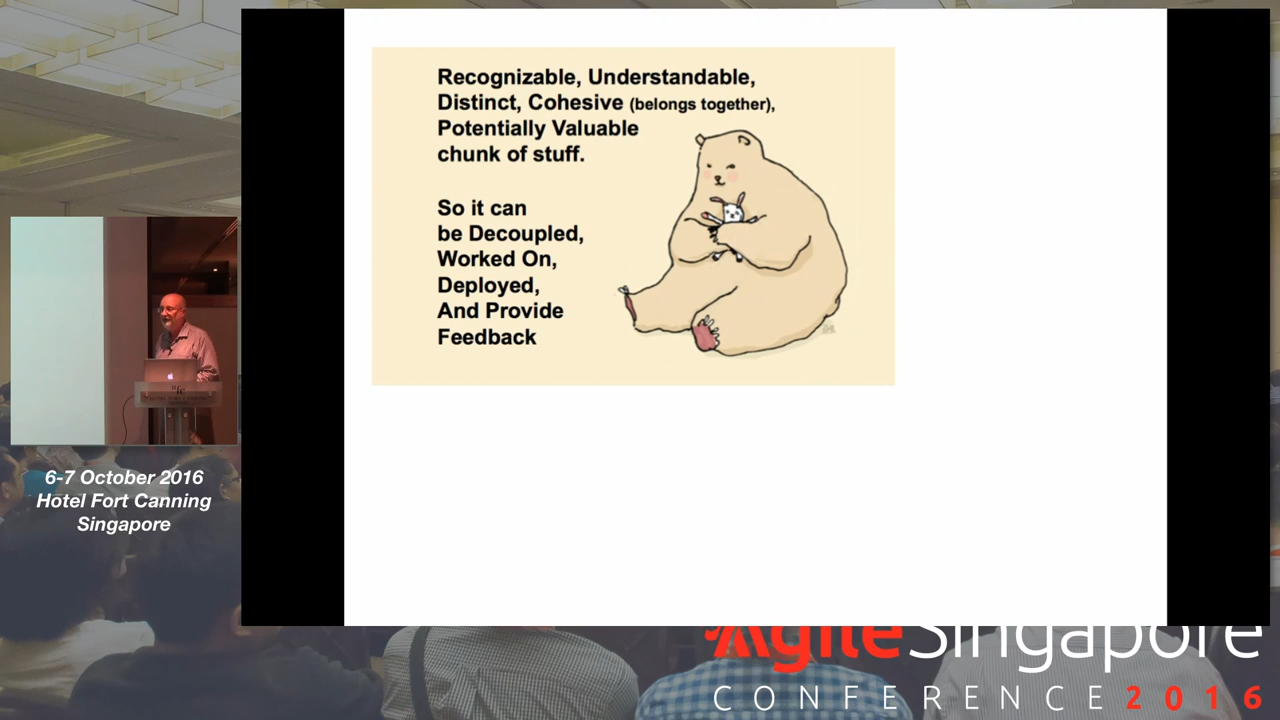 Recognizable, Understandable,
Distinct, Cohesive (belongs together),
Potentially Valuable
chunk of stuff.
So it can
be Decoupled,
Worked On,
Deployed,
And Provide
Feedback
6-7 October 2016
Hotel Fort Canning
Singapore
AgileSingapore
CONFERENCE 2016